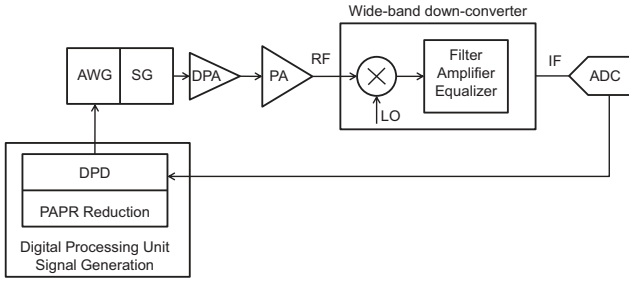 Wide-band down-converter
AWG SG
DPA
PA
RF
LO
Filter
Amplifier
Equalizer
IF
ADC
DPD
PAPR Reduction
Digital Processing Unit
Signal Generation